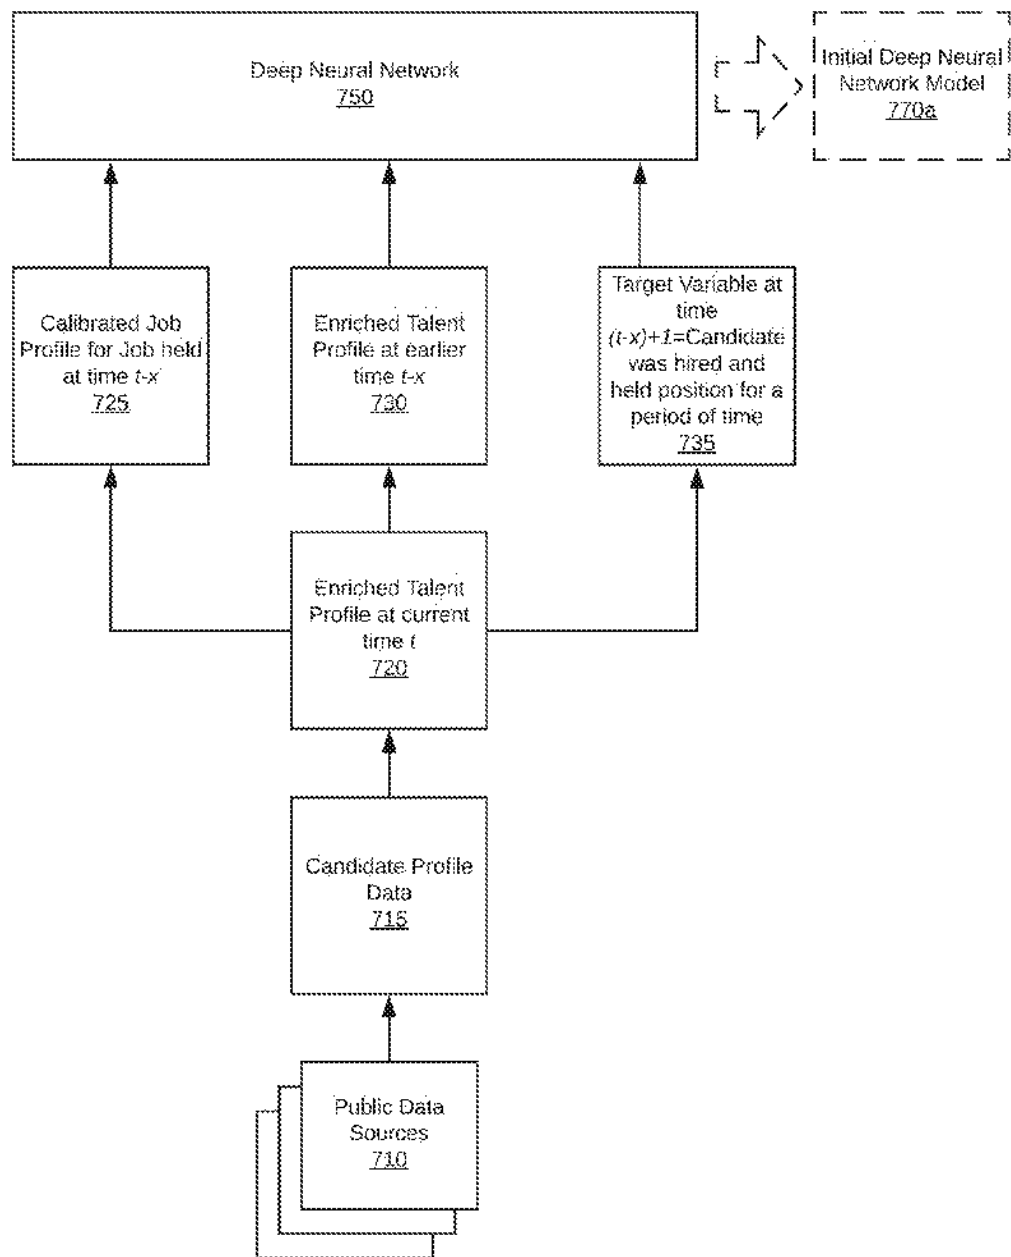 Deep Neural Network
750
Initial Deep Neural
Network Model
770a
Calibrated Job
Profile for Job held
at time t-x
725
Enriched Talent
Profile at earlier
time t-x
730
Target Variable at
time
(t-x)+1=Candidate
was hired and
held position for a
period of time
735
Enriched Talent
Profile at current
time t
720
Candidate Profile
Data
715
Public Data
Sources
710